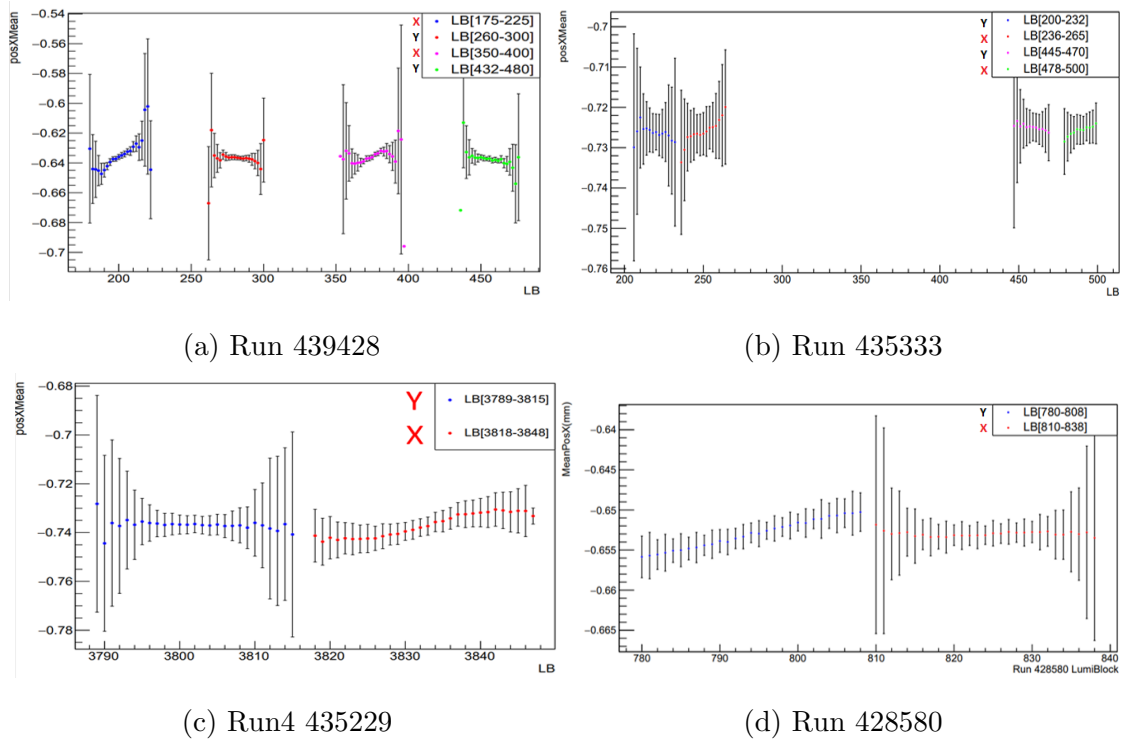 posXMean
−0.54
−0.56
−0.58
−0.6
−0.62
−0.64
−0.66
−0.68
−0.7
200 250 300 350 400 450
LB
X LB[175-225]
Y LB[260-300]
X LB[350-400]
Y LB[432-480]
(a) Run 439428
posXMean
−0.7
−0.71
−0.72
−0.73
−0.74
−0.75
−0.76
200 250 300 350 400 450 500
LB
Y LB[200-232]
X LB[236-265]
Y LB[445-470]
X LB[478-500]
(b) Run 435333
posXMean
−0.68
−0.7
−0.72
−0.74
−0.76
−0.78
3790 3800 3810 3820 3830 3840
LB
Y LB[3789-3815]
X LB[3818-3848]
(c) Run4 435229
MeanPosX(mm)
−0.64
−0.645
−0.65
−0.655
−0.66
−0.665
780 790 800 810 820 830 840
Run 428580 LumiBlock
Y LB[780-808]
X LB[810-838]
(d) Run 428580